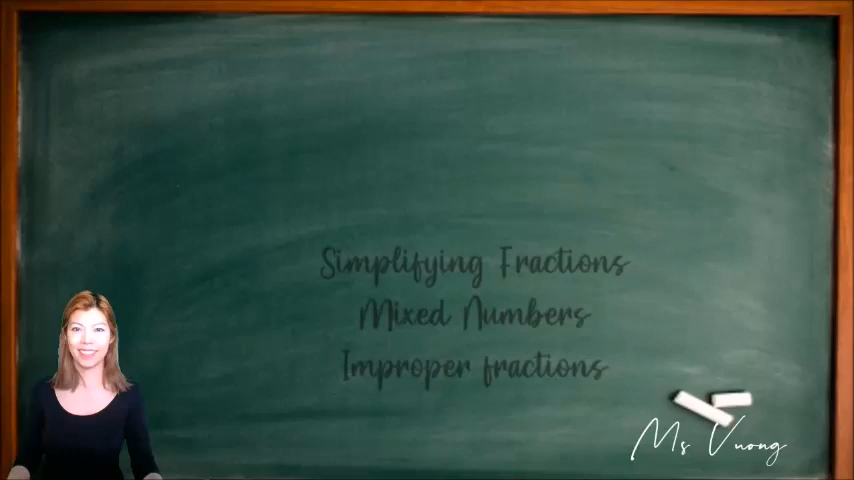 Simplifying Fractions
Mixed Numbers
Improper fractions
Ms Vuong